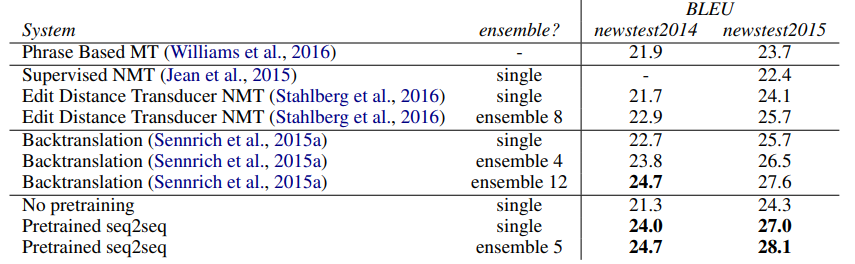 BLEU
System ensemble? newstest2014 newstest2015
Phrase Based MT (Williams et al., 2016) - 21.9 23.7
Supervised NMT (Jean et al., 2015) single - 22.4
Edit Distance Transducer NMT (Stahlberg et al., 2016) single 21.7 24.1
Edit Distance Transducer NMT (Stahlberg et al., 2016) ensemble 8 22.9 25.7
Backtranslation (Sennrich et al., 2015a) single 22.7 25.7
Backtranslation (Sennrich et al., 2015a) ensemble 4 23.8 26.5
Backtranslation (Sennrich et al., 2015a) ensemble 12 24.7 27.6
No pretraining single 21.3 24.3
Pretrained seq2seq single 24.0 27.0
Pretrained seq2seq ensemble 5 24.7 28.1